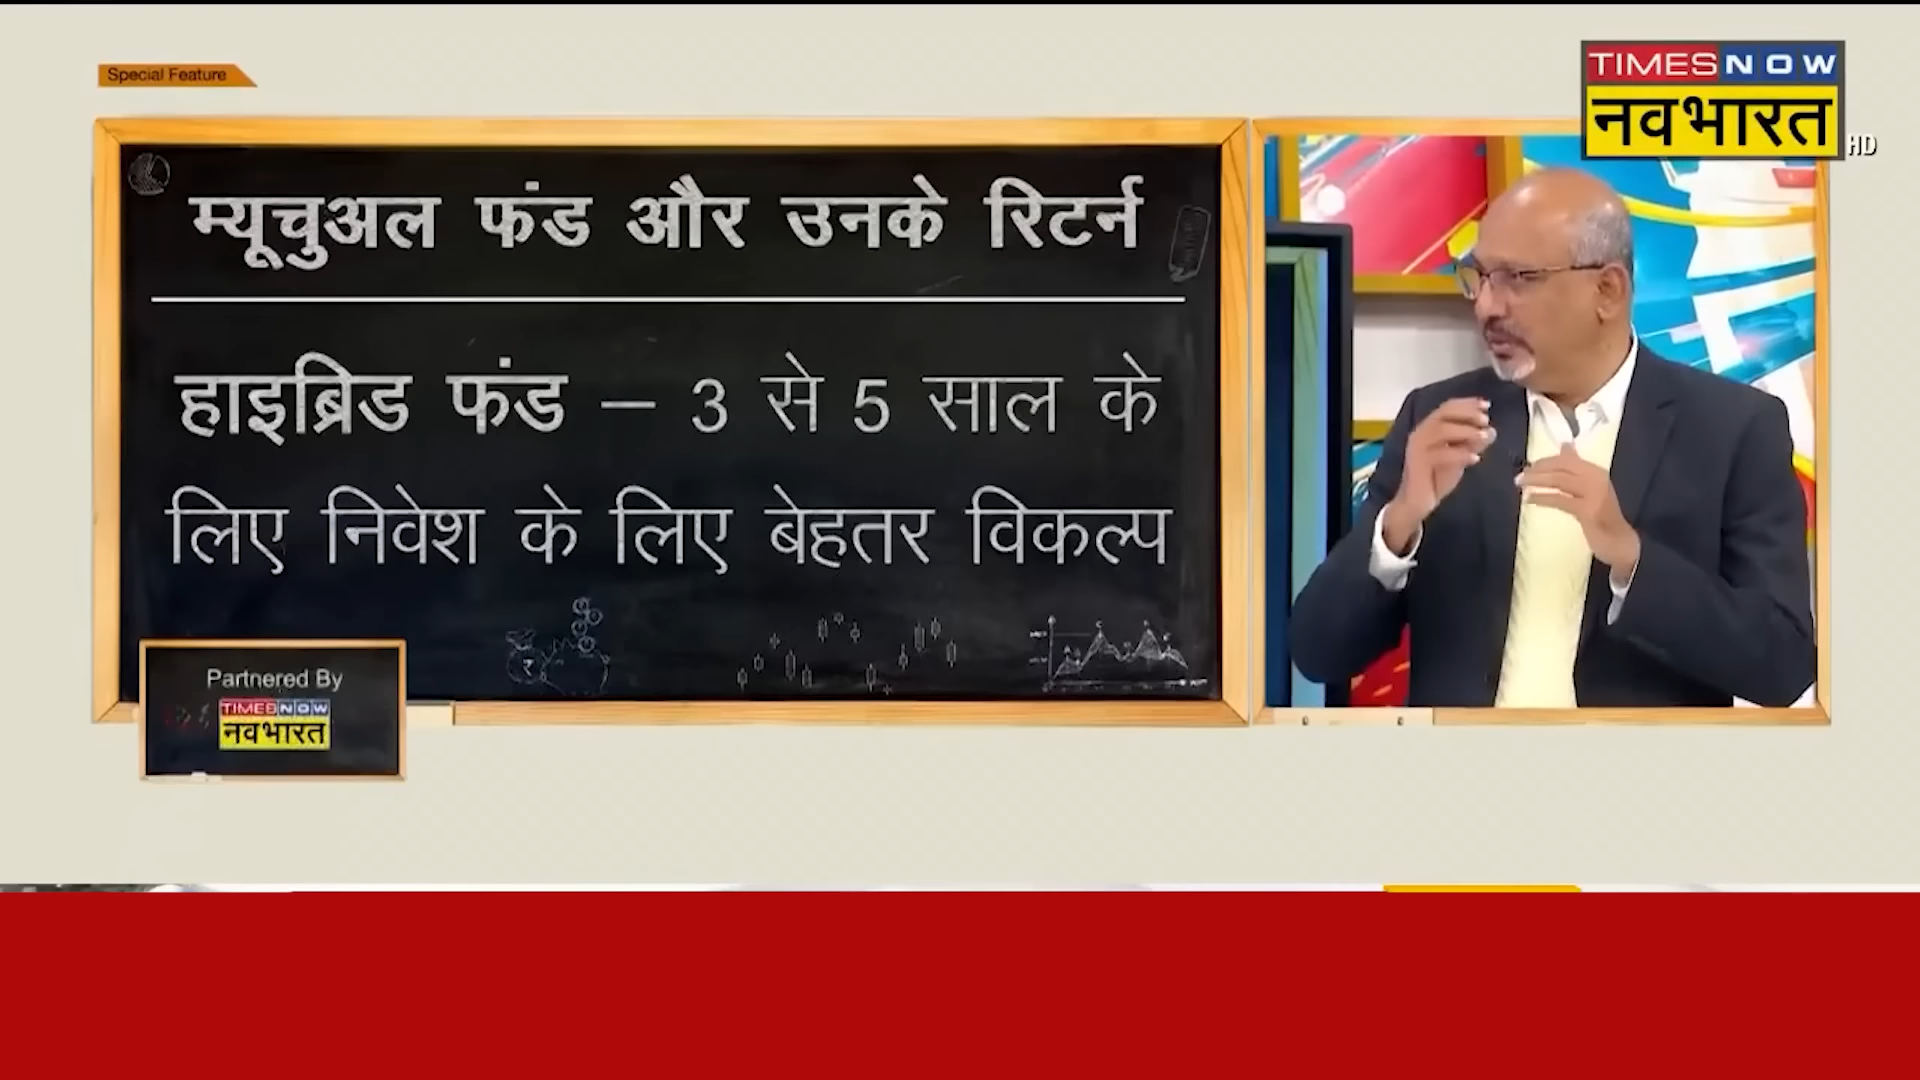 Special Feature
TIMES NOW
नवभारत
HD
म्यूचुअल फंड और उनके रिटर्न
हाइब्रिड फंड – 3 से 5 साल के
लिए निवेश के लिए बेहतर विकल्प
Partnered By
TIMES NOW
नवभारत